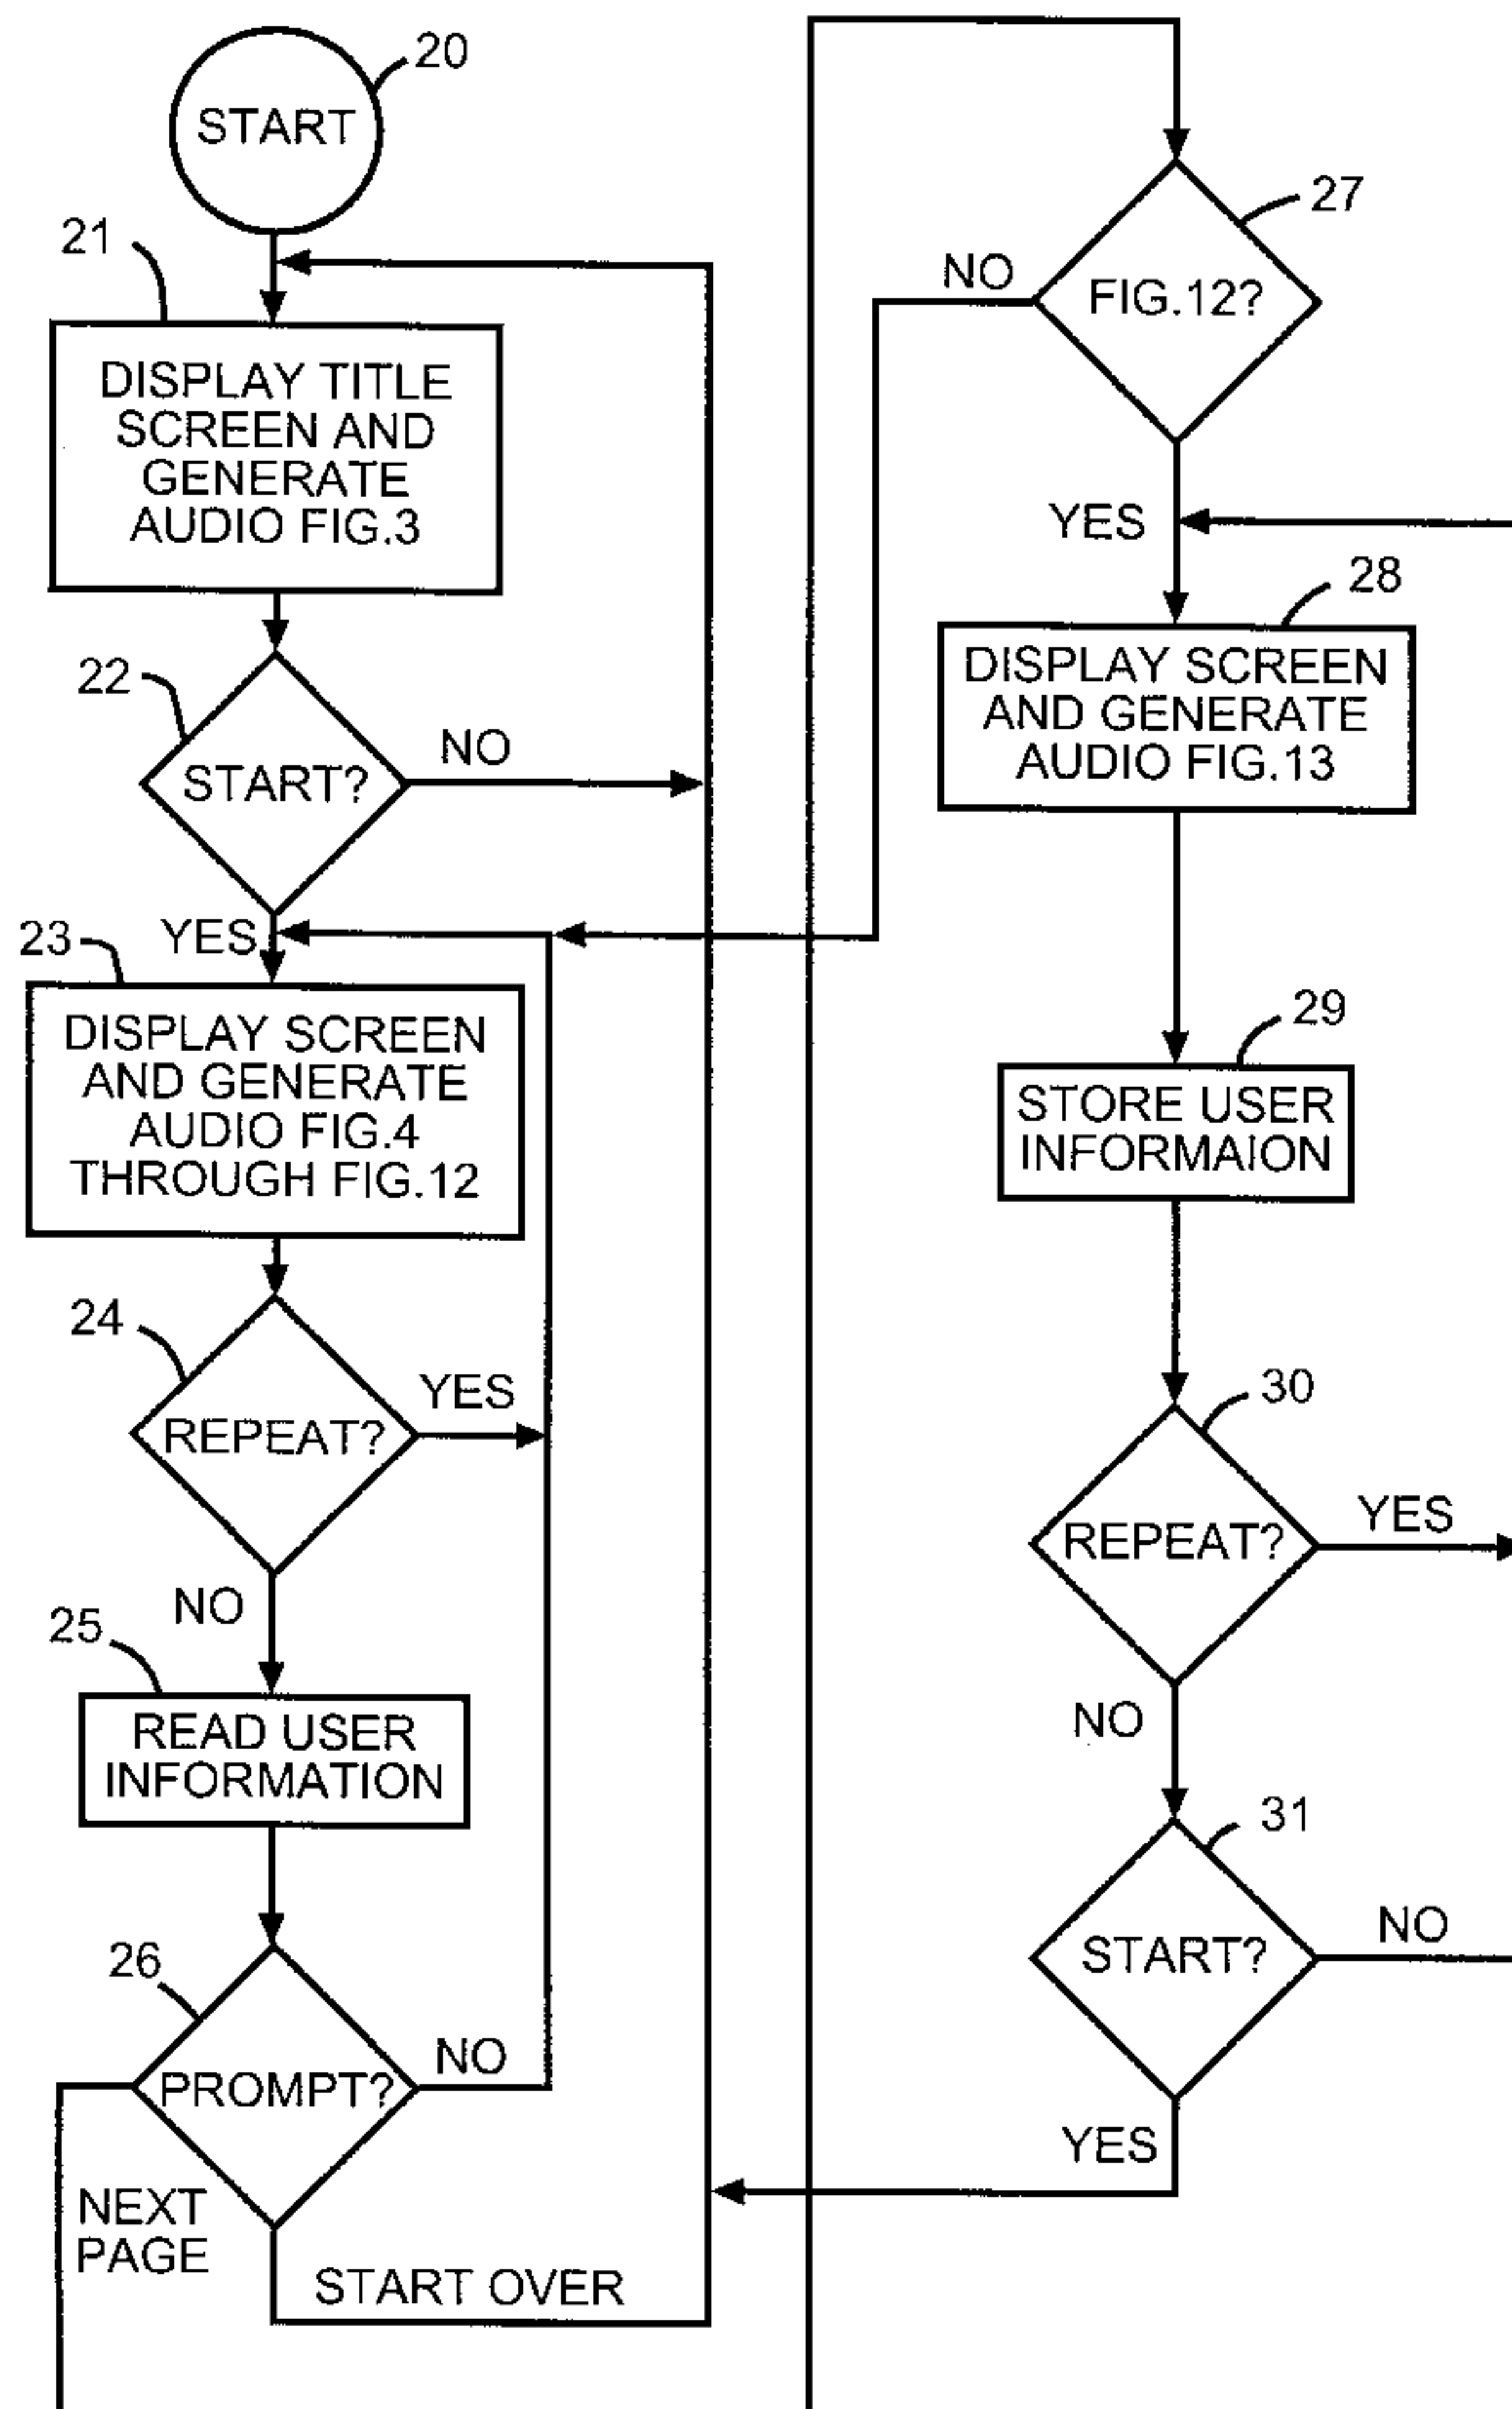 20
START
21
DISPLAY TITLE
SCREEN AND
GENERATE
AUDIO FIG.3
22
START?
NO
YES
23
DISPLAY SCREEN
AND GENERATE
AUDIO FIG.4
THROUGH FIG.12
24
REPEAT?
YES
NO
25
READ USER
INFORMATION
26
PROMPT?
NO
NEXT
PAGE
START OVER
27
FIG.12?
NO
YES
28
DISPLAY SCREEN
AND GENERATE
AUDIO FIG.13
29
STORE USER
INFORMAION
30
REPEAT?
YES
NO
31
START?
NO
YES